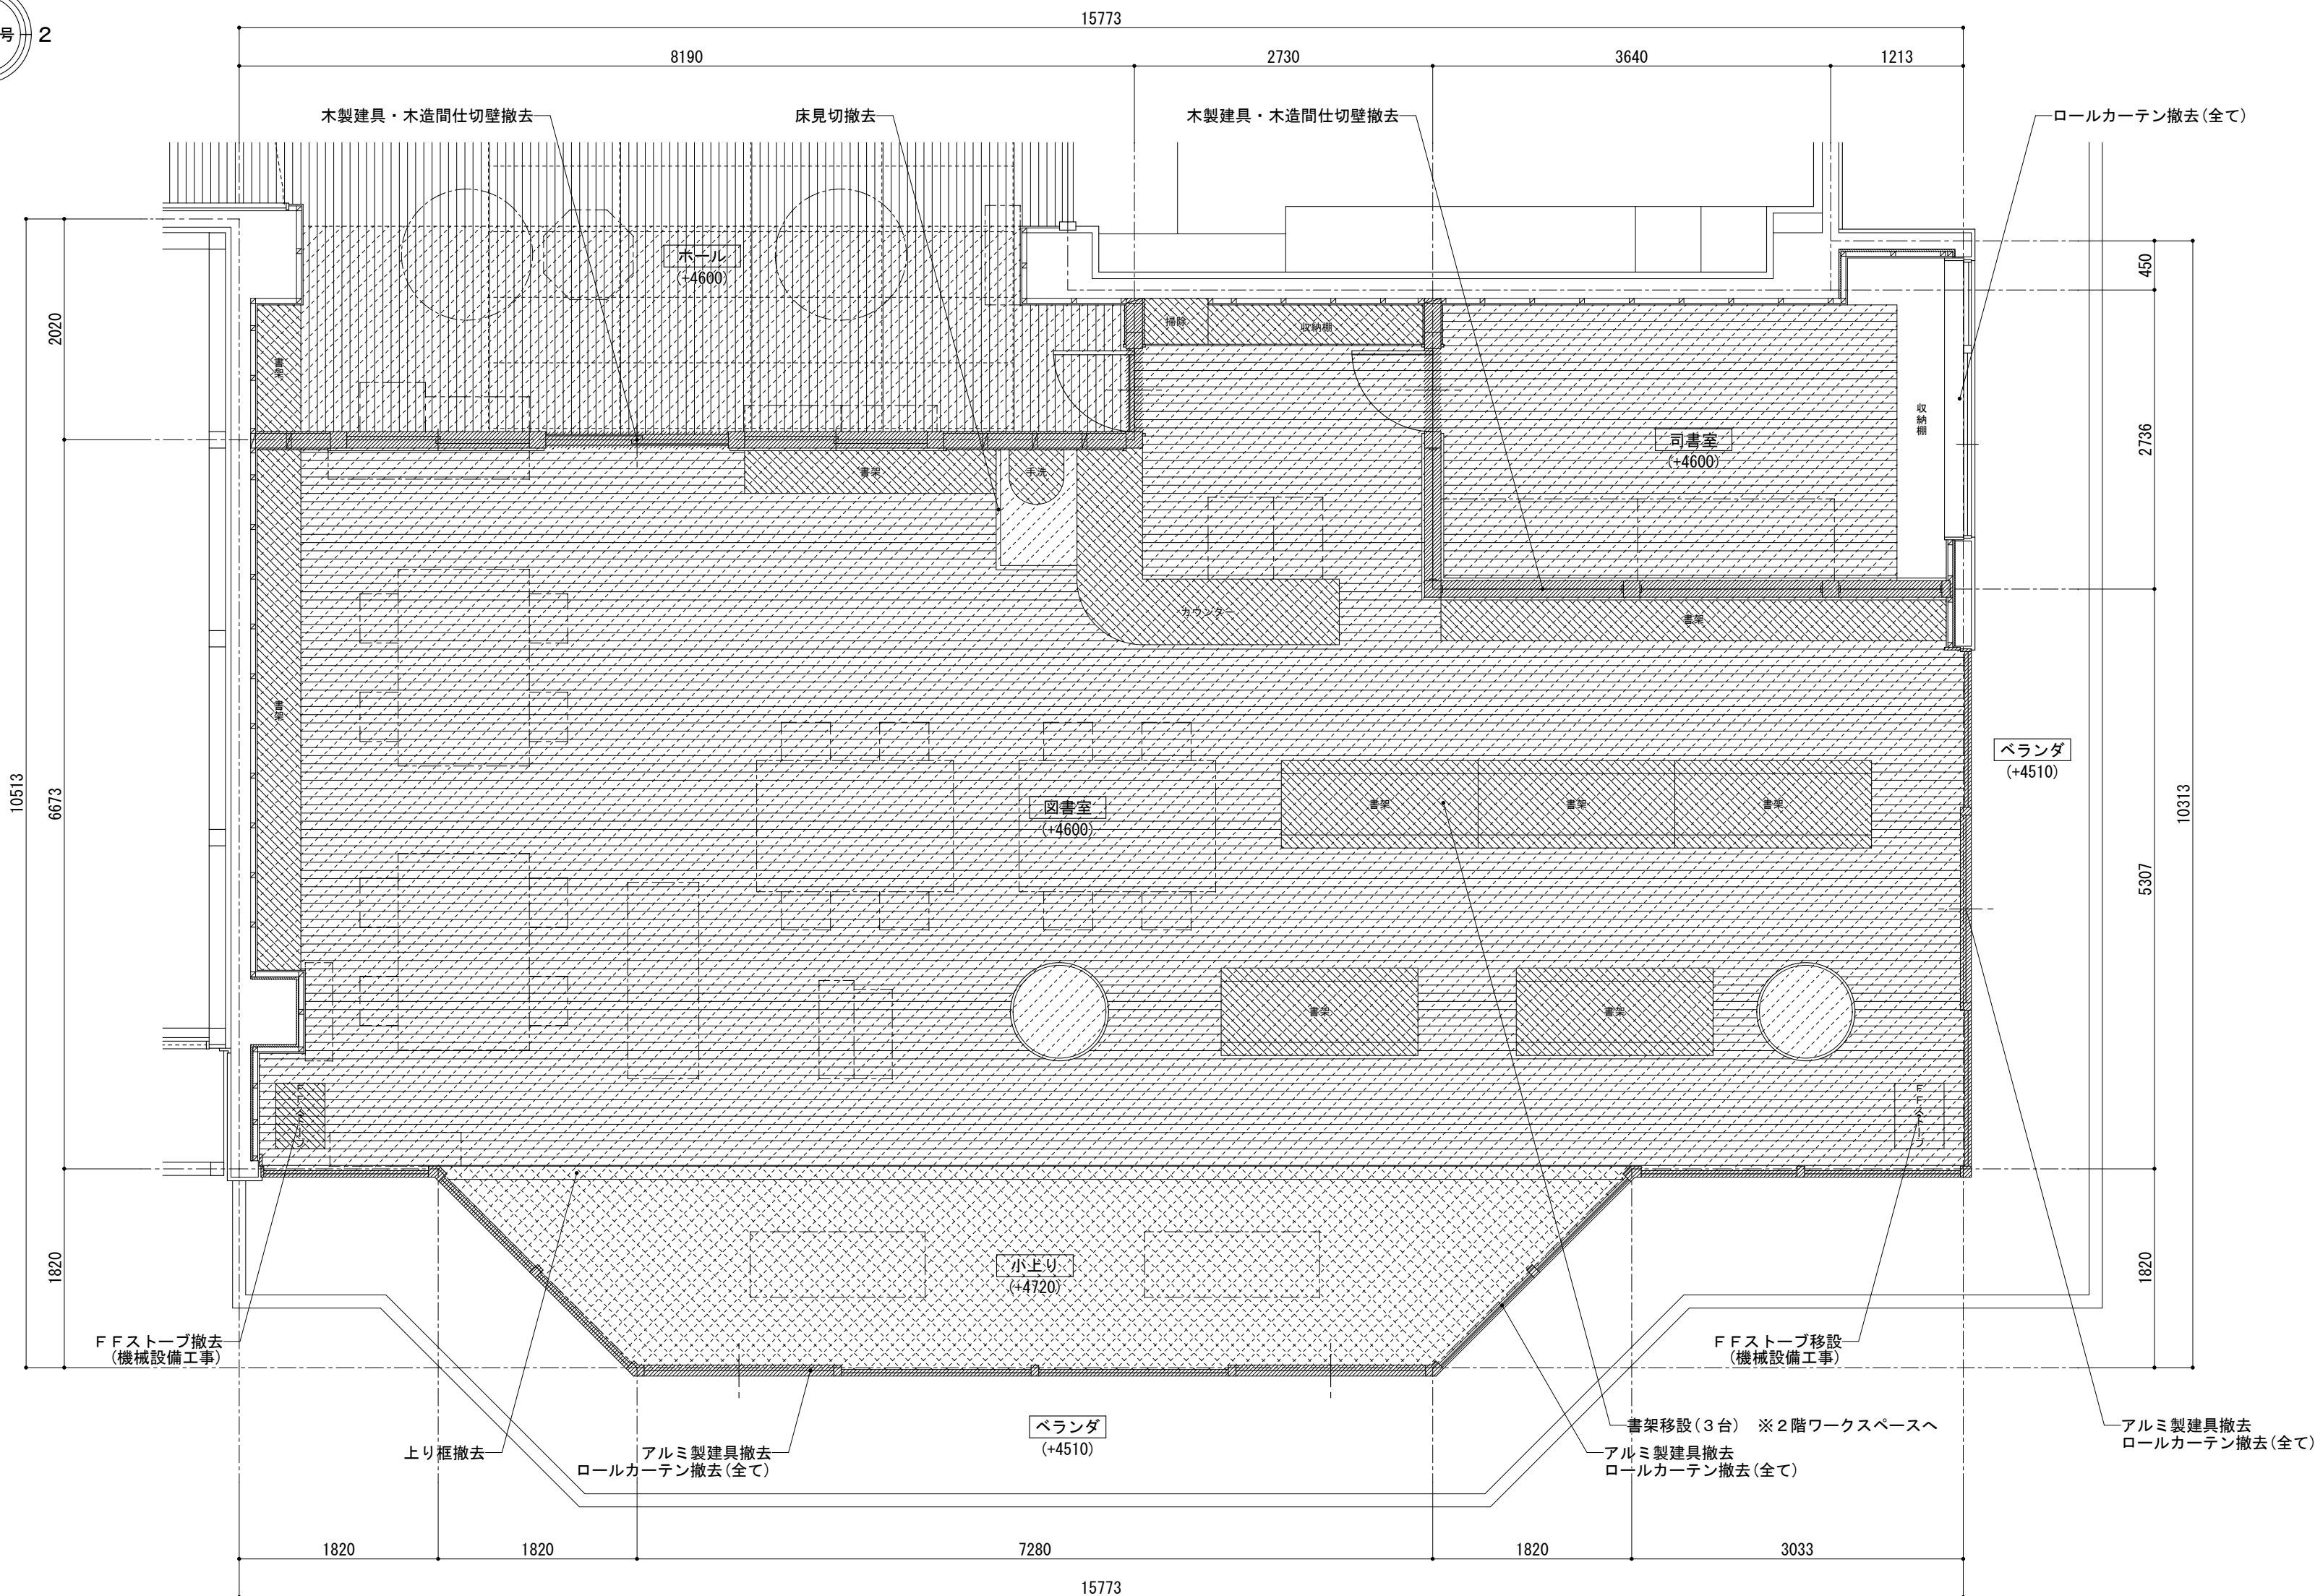 号 2
15773
8190 2730 3640 1213
木製建具・木造間仕切壁撤去 床見切撤去 木製建具・木造間仕切壁撤去 ロールカーテン撤去(全て)
ホール
(+4600)
掃除 収納棚
書架
収納棚
司書室
(+4600)
書架 手洗
カウンター
書架
書架
図書室
(+4600)
書架 書架 書架
ベランダ
(+4510)
書架 書架
FFストーブ
FFストーブ
小上り
(+4720)
2020
6673
10513
1820
450
2736
5307
10313
1820
FFストーブ撤去
(機械設備工事)
FFストーブ移設
(機械設備工事)
上り框撤去
アルミ製建具撤去
ロールカーテン撤去(全て)
ベランダ
(+4510)
書架移設(3台) ※2階ワークスペースへ
アルミ製建具撤去
ロールカーテン撤去(全て)
アルミ製建具撤去
ロールカーテン撤去(全て)
1820 1820 7280 1820 3033
15773